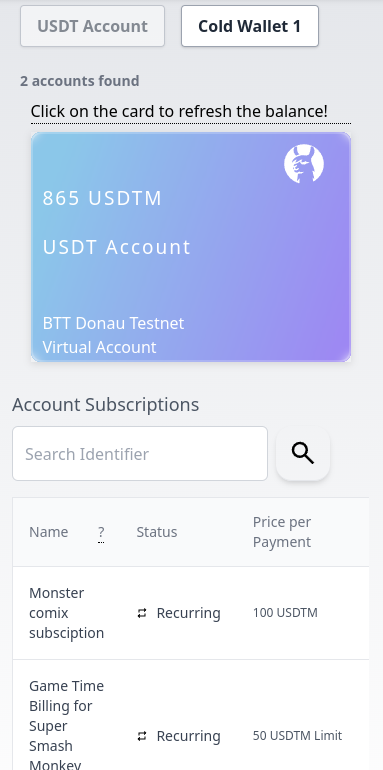 USDT Account
Cold Wallet 1
2 accounts found
Click on the card to refresh the balance!
865 USDTM
USDT Account
BTT Donau Testnet
Virtual Account
Account Subscriptions
Search Identifier
Name ? Status Price per
Payment
Monster
comix
subsciption
Recurring
100 USDTM
Game Time
Billing for
Super
Smash
Monkey
Recurring
50 USDTM Limit